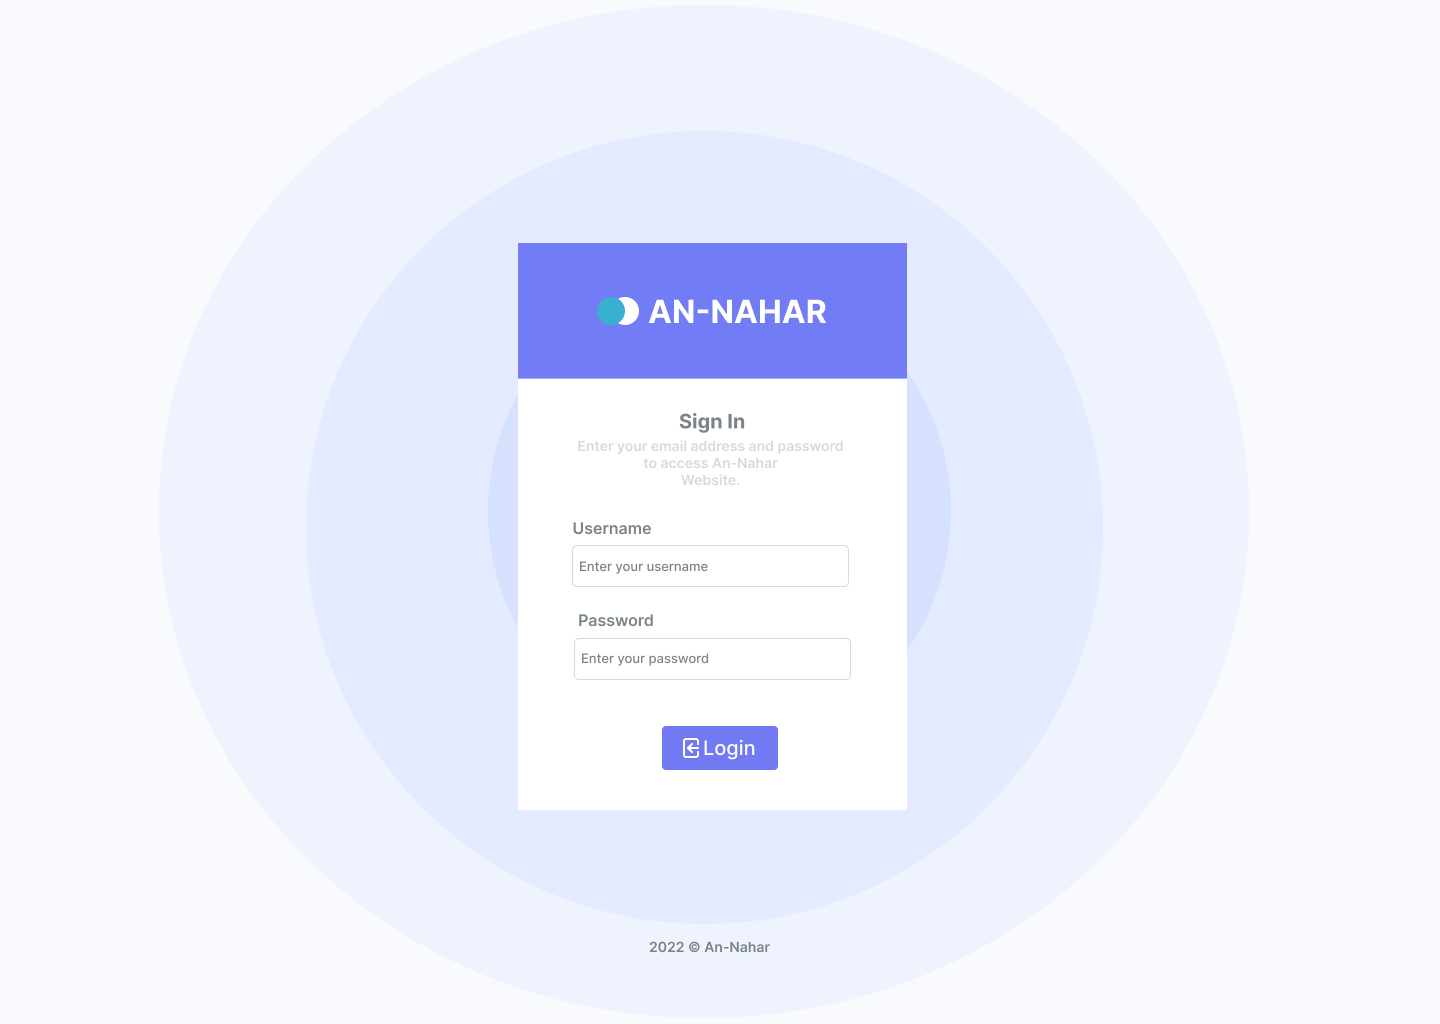 AN-NAHAR
Sign In
Enter your email address and password
to access An-Nahar
Website.
Username
Enter your username
Password
Enter your password
Login
2022 © An-Nahar